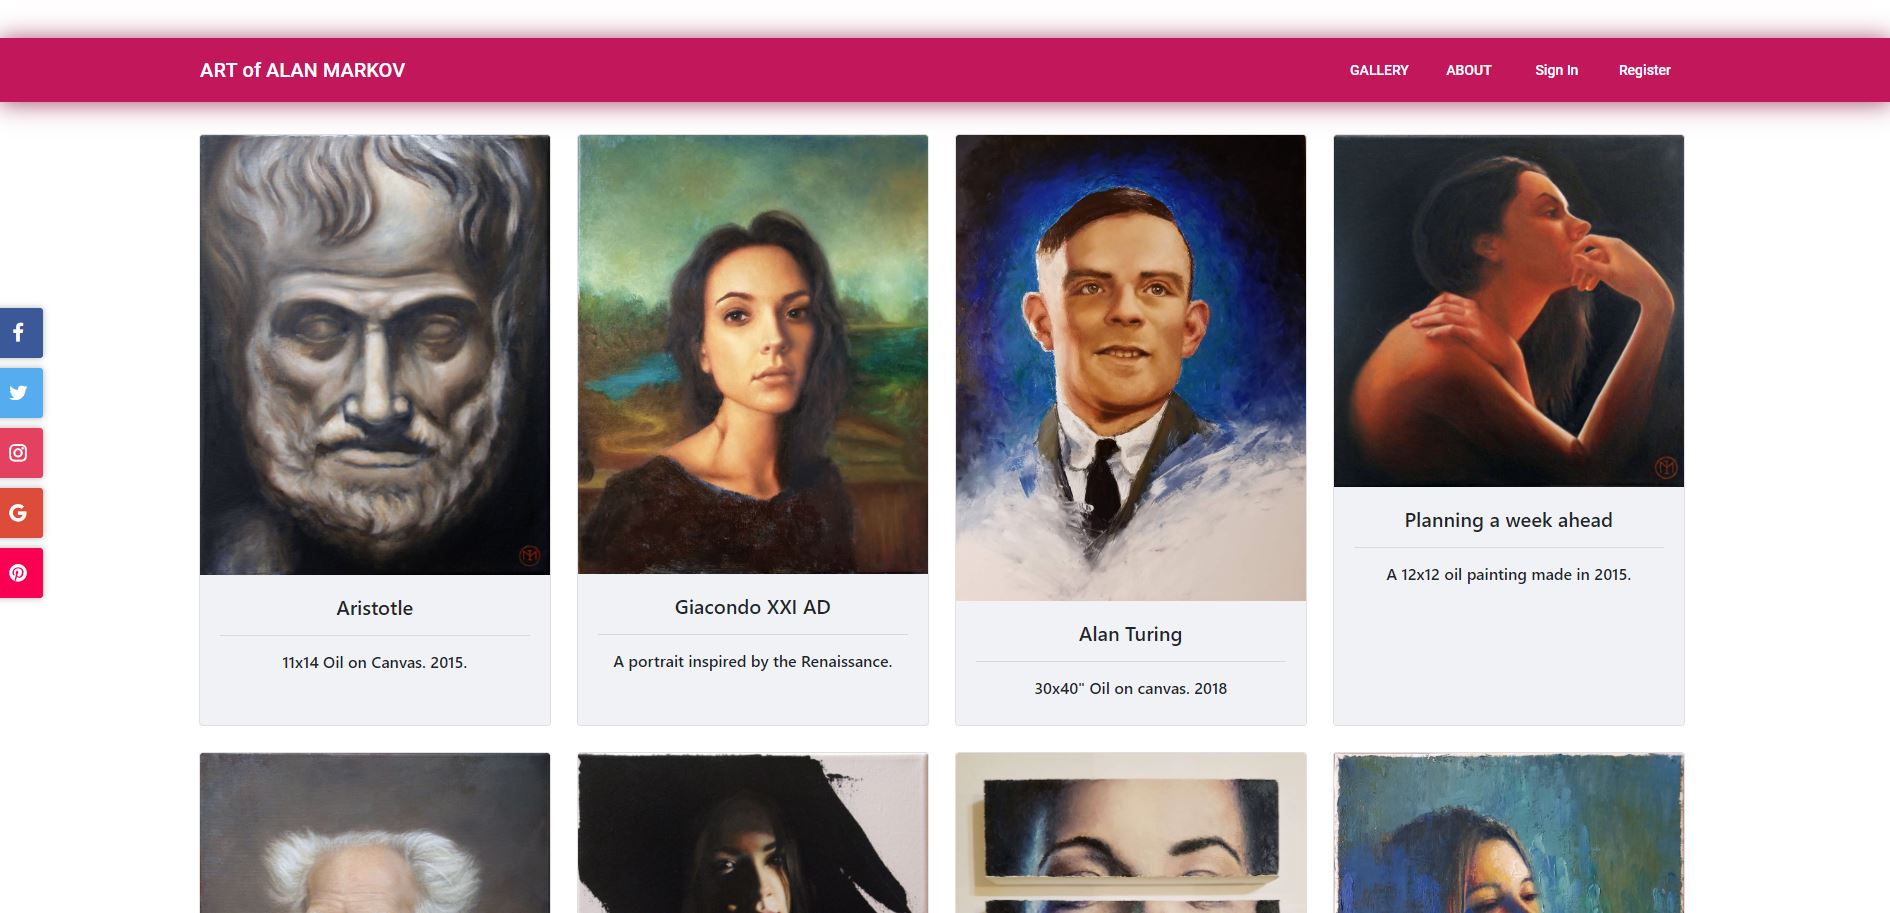 ART of ALAN MARKOV
GALLERY
ABOUT
Sign In
Register
Aristotle
11x14 Oil on Canvas. 2015.
Giacondo XXI AD
A portrait inspired by the Renaissance.
Alan Turing
30x40" Oil on canvas. 2018
Planning a week ahead
A 12x12 oil painting made in 2015.